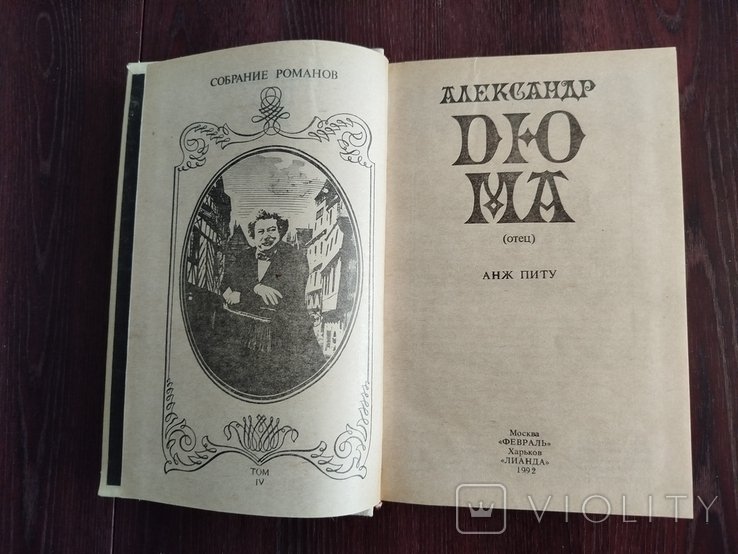 СОБРАНИЕ РОМАНОВ
ТОМ
IV
АЛЕКСАНДР
ДЮ
МА
(отец)
АНЖ ПИТУ
Москва
«ФЕВРАЛЬ»
Харьков
«ЛИАНДА»
1992
VIOLITY